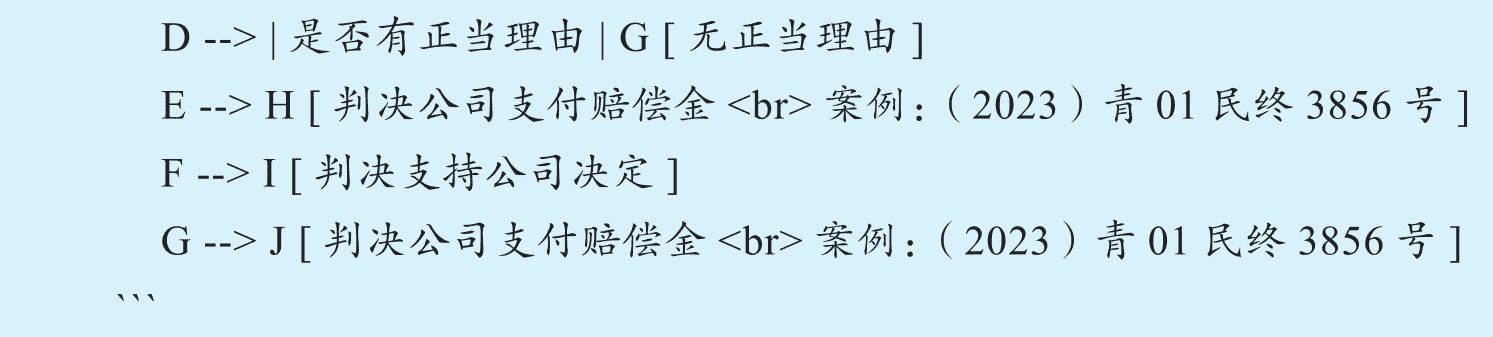 D --> | 是否有正当理由 | G [ 无正当理由 ]
E --> H [ 判决公司支付赔偿金 <br> 案例：（2023）青 01 民终 3856 号 ]
F --> I [ 判决支持公司决定 ]
G --> J [ 判决公司支付赔偿金 <br> 案例：（2023）青 01 民终 3856 号 ]
```